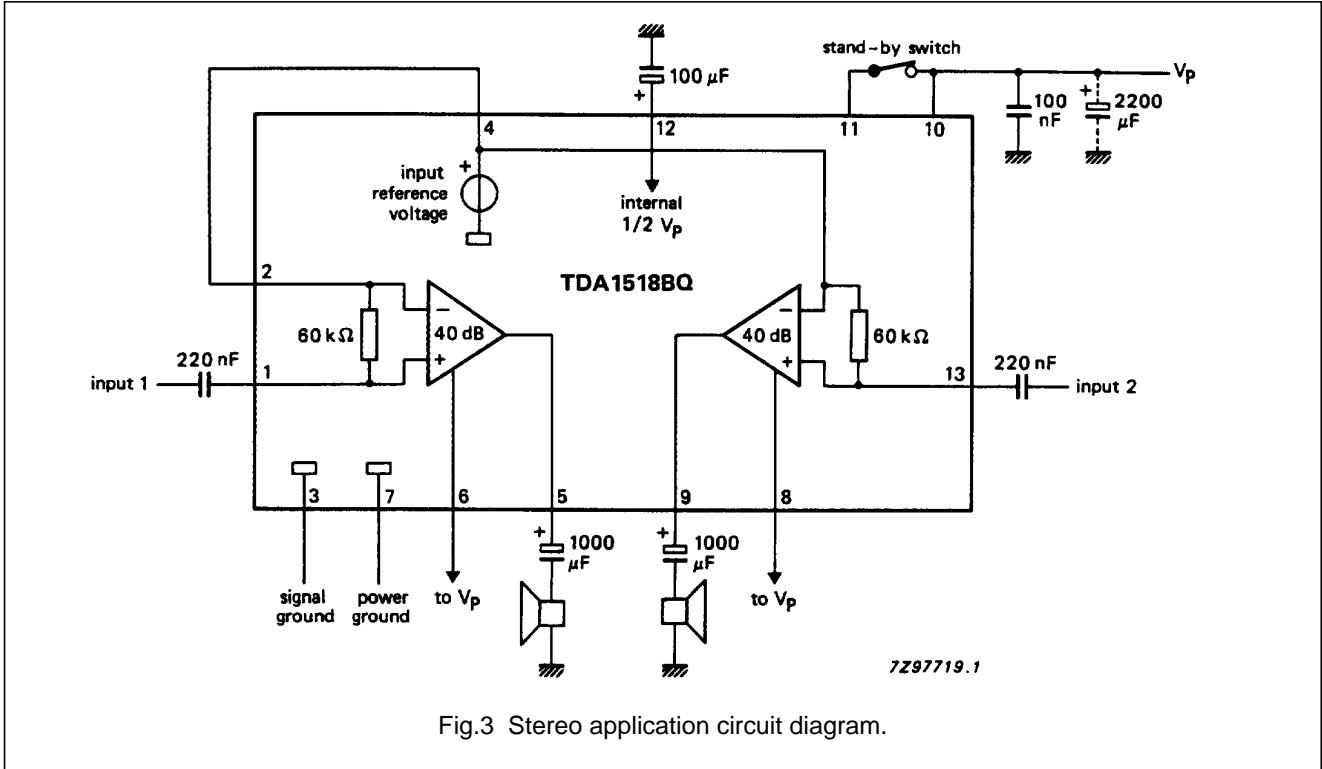 stand-by switch
100 µF
+
11
10
VP
100 nF
+
2200 µF
4
12
+
input reference voltage
internal 1/2 VP
TDA1518BQ
2
60 kΩ
−
+
40 dB
40 dB
−
+
60 kΩ
220 nF
input 1
1
13
220 nF
input 2
3
7
6
5
9
8
+
1000 µF
+
1000 µF
signal ground
power ground
to VP
to VP
7Z97719.1
Fig.3 Stereo application circuit diagram.